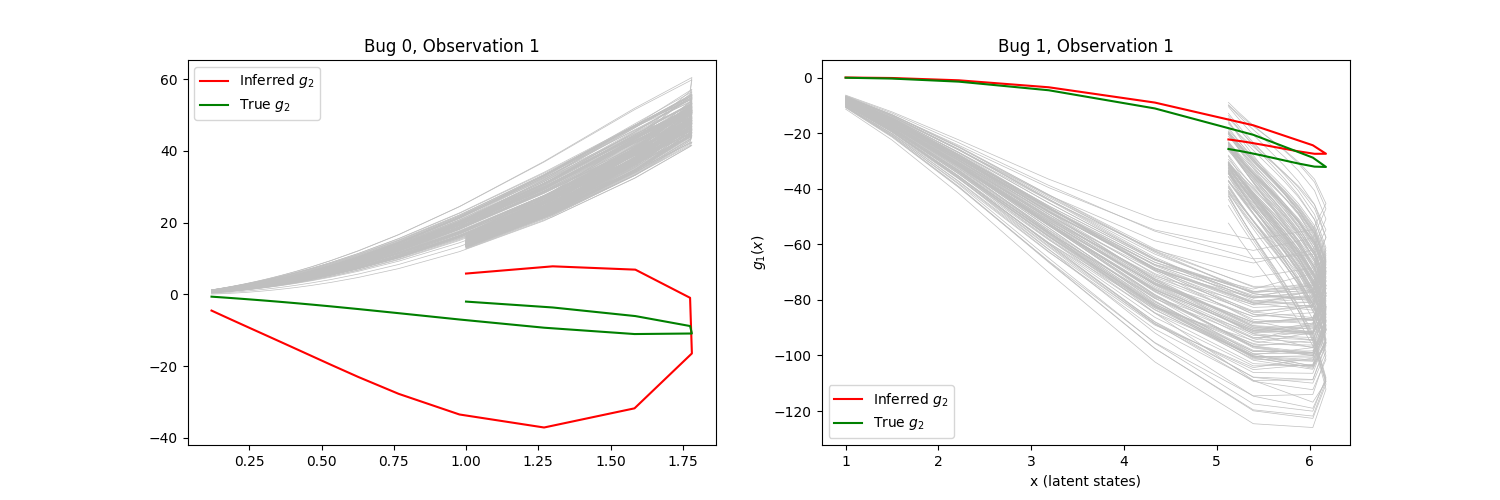 Bug 0, Observation 1
Inferred g₂
True g₂
60
40
20
0
−20
−40
0.25 0.50 0.75 1.00 1.25 1.50 1.75
Bug 1, Observation 1
g₁(x)
0
−20
−40
−60
−80
−100
−120
Inferred g₂
True g₂
1 2 3 4 5 6
x (latent states)